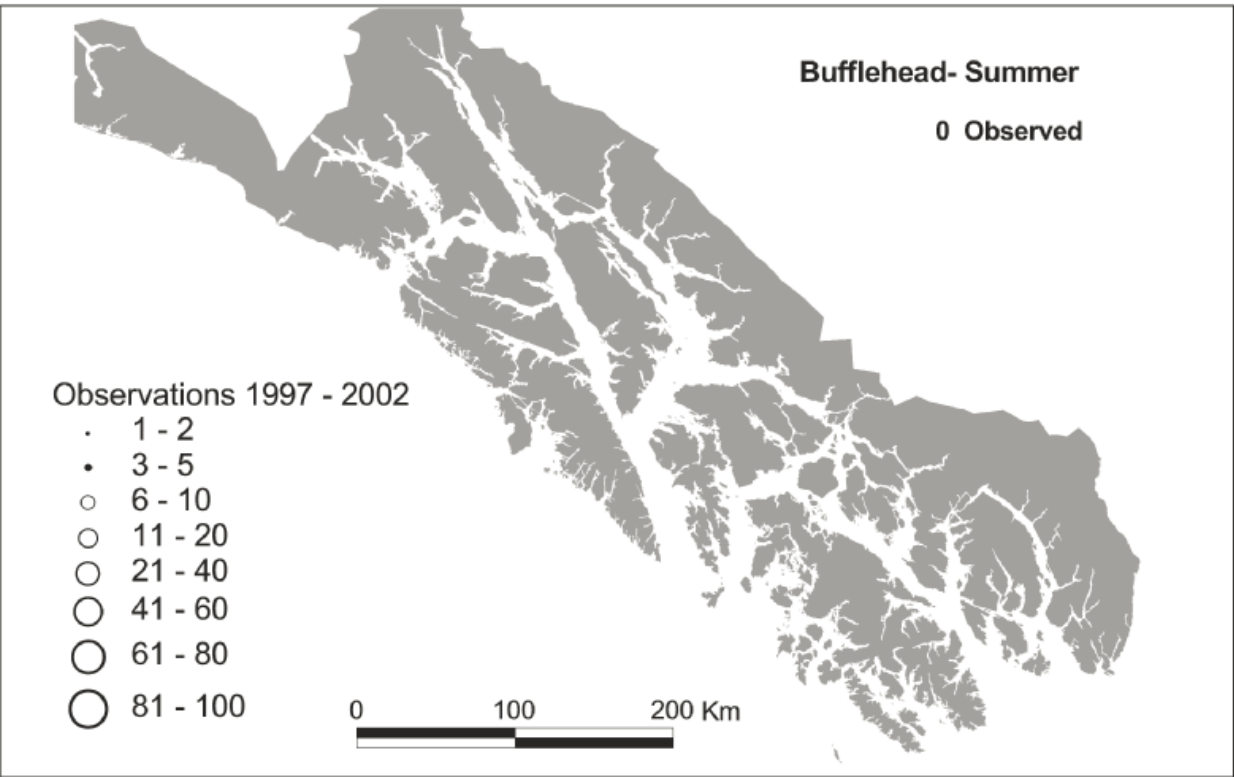 Bufflehead- Summer
0 Observed
Observations 1997 - 2002
1 - 2
3 - 5
6 - 10
11 - 20
21 - 40
41 - 60
61 - 80
81 - 100
0 100 200 Km